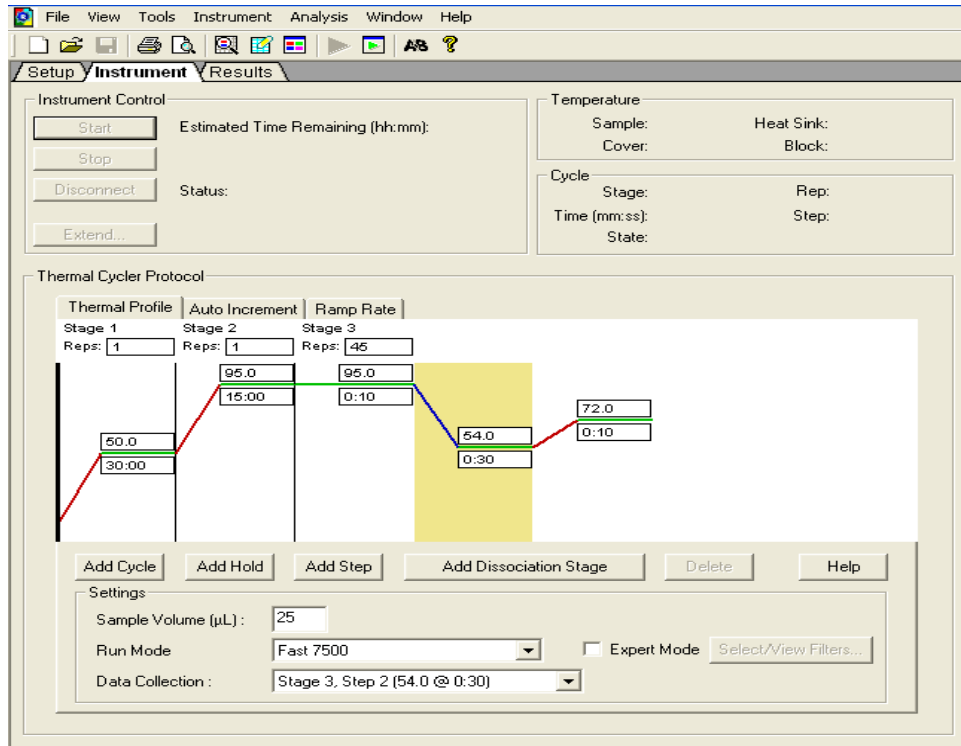 File View Tools Instrument Analysis Window Help
A/B ?
Setup Instrument Results
Instrument Control
Start Estimated Time Remaining (hh:mm):
Stop
Disconnect Status:
Extend...
Temperature
Sample: Heat Sink:
Cover: Block:
Cycle
Stage: Rep:
Time (mm:ss): Step:
State:
Thermal Cycler Protocol
Thermal Profile Auto Increment Ramp Rate
Stage 1 Stage 2 Stage 3
Reps: 1 Reps: 1 Reps: 45
95.0 95.0
15:00 0:10
72.0
0:10
50.0 54.0
30:00 0:30
Add Cycle Add Hold Add Step Add Dissociation Stage Delete Help
Settings
Sample Volume (µL) : 25
Run Mode Fast 7500 Expert Mode Select/View Filters...
Data Collection : Stage 3, Step 2 (54.0 @ 0:30)